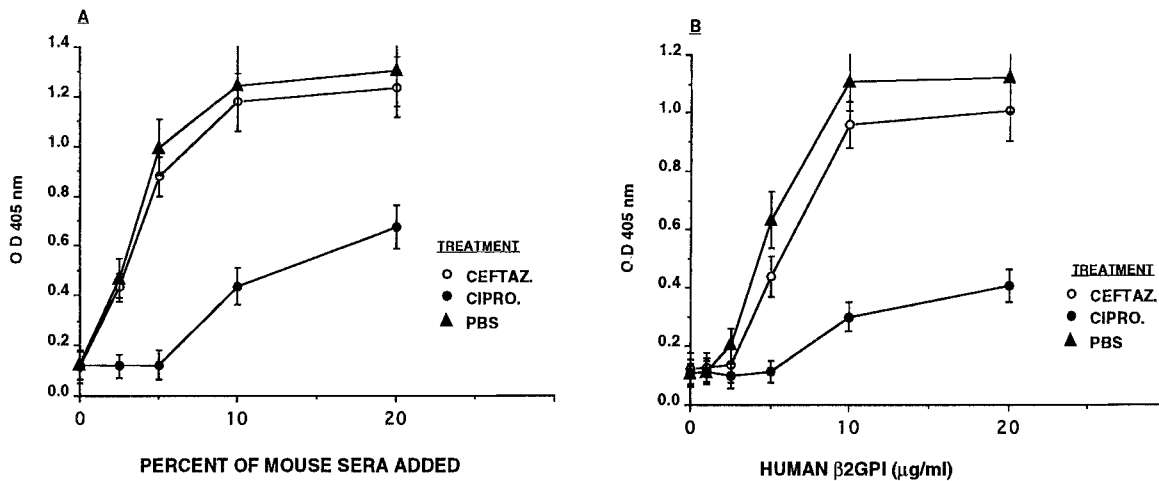 A
1.4
1.2
1.0
0.8
0.6
0.4
0.2
0.0
0
10
20
O D 405 nm
PERCENT OF MOUSE SERA ADDED
TREATMENT
CEFTAZ.
CIPRO.
PBS
B
1.2
1.0
0.8
0.6
0.4
0.2
0.0
0
10
20
O.D 405 nm
HUMAN β2GPI (μg/ml)
TREATMENT
CEFTAZ.
CIPRO.
PBS